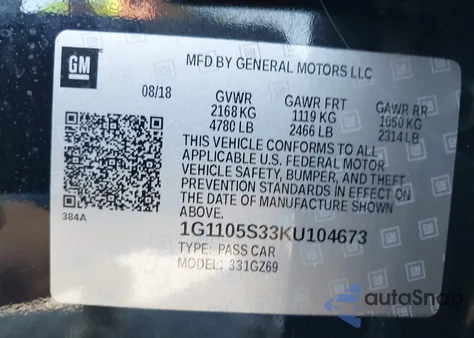 GM
MFD BY GENERAL MOTORS LLC
08/18 GVWR GAWR FRT GAWR RR
2168 KG 1119 KG 1050 KG
4780 LB 2466 LB 2314 LB
THIS VEHICLE CONFORMS TO ALL
APPLICABLE U.S. FEDERAL MOTOR
VEHICLE SAFETY, BUMPER, AND THEFT
PREVENTION STANDARDS IN EFFECT ON
THE DATE OF MANUFACTURE SHOWN
ABOVE.
384A
1G1105S33KU104673
TYPE: PASS CAR
MODEL: 331GZ69
autoSnap